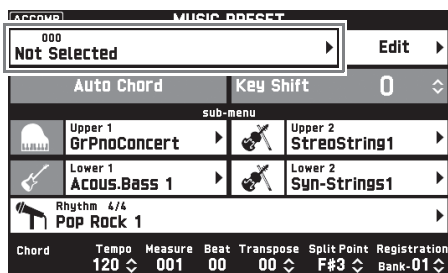 ACCOMP MUSIC PRESET
000
Not Selected
Edit
Auto Chord Key Shift 0
sub-menu
Upper 1 Upper 2
GrPnoConcert StreoString1
Lower 1 Lower 2
Acous.Bass 1 Syn-Strings1
Rhythm 4/4
Pop Rock 1
Chord Tempo Measure Beat Transpose Split Point Registration
120 001 00 00 F#3 Bank-01